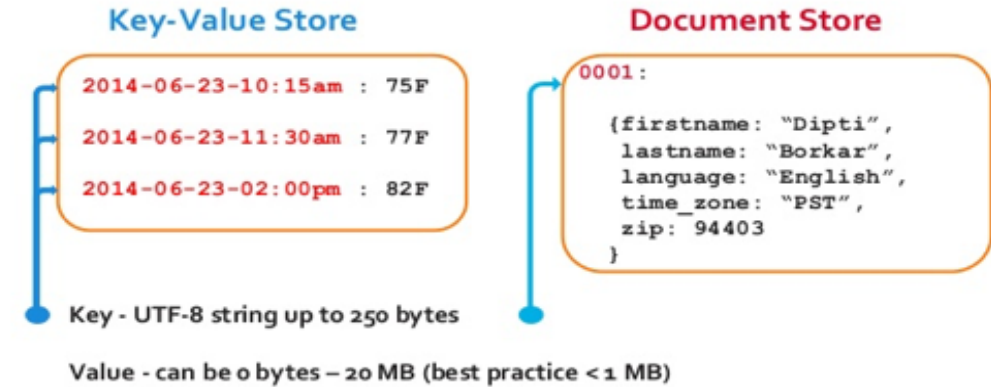 Key-Value Store
2014-06-23-10:15am : 75F
2014-06-23-11:30am : 77F
2014-06-23-02:00pm : 82F
Document Store
0001:
{firstname: “Dipti”,
lastname: “Borkar”,
language: “English”,
time_zone: “PST”,
zip: 94403
}
Key - UTF-8 string up to 250 bytes
Value - can be 0 bytes – 20 MB (best practice < 1 MB)